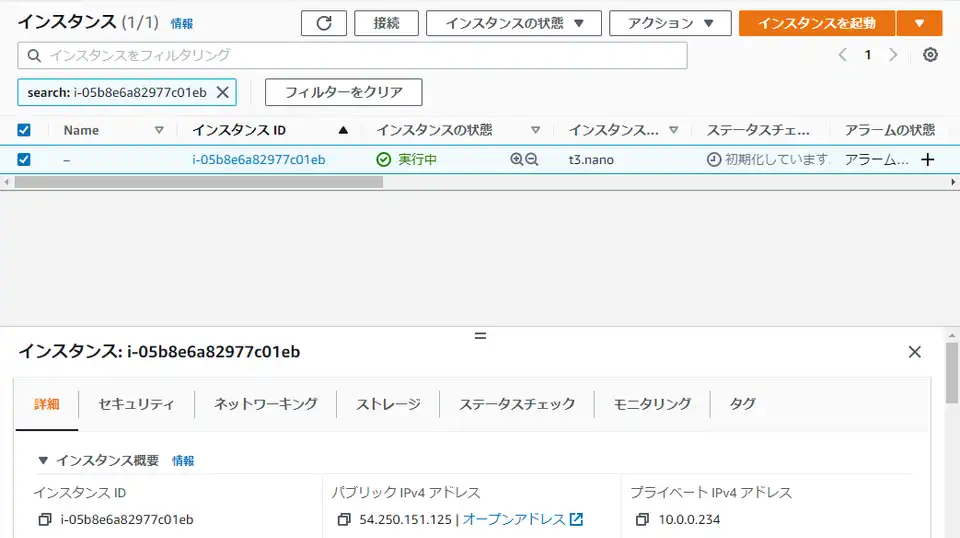 インスタンス (1/1) 情報 接続 インスタンスの状態 アクション インスタンスを起動
インスタンスをフィルタリング 1
search: i-05b8e6a82977c01eb フィルターをクリア
Name インスタンス ID インスタンスの状態 インスタンス... ステータスチェ... アラームの状態
– i-05b8e6a82977c01eb 実行中 t3.nano 初期化しています アラーム...
インスタンス: i-05b8e6a82977c01eb
詳細 セキュリティ ネットワーキング ストレージ ステータスチェック モニタリング タグ
インスタンス概要 情報
インスタンス ID パブリック IPv4 アドレス プライベート IPv4 アドレス
i-05b8e6a82977c01eb 54.250.151.125 | オープンアドレス 10.0.0.234